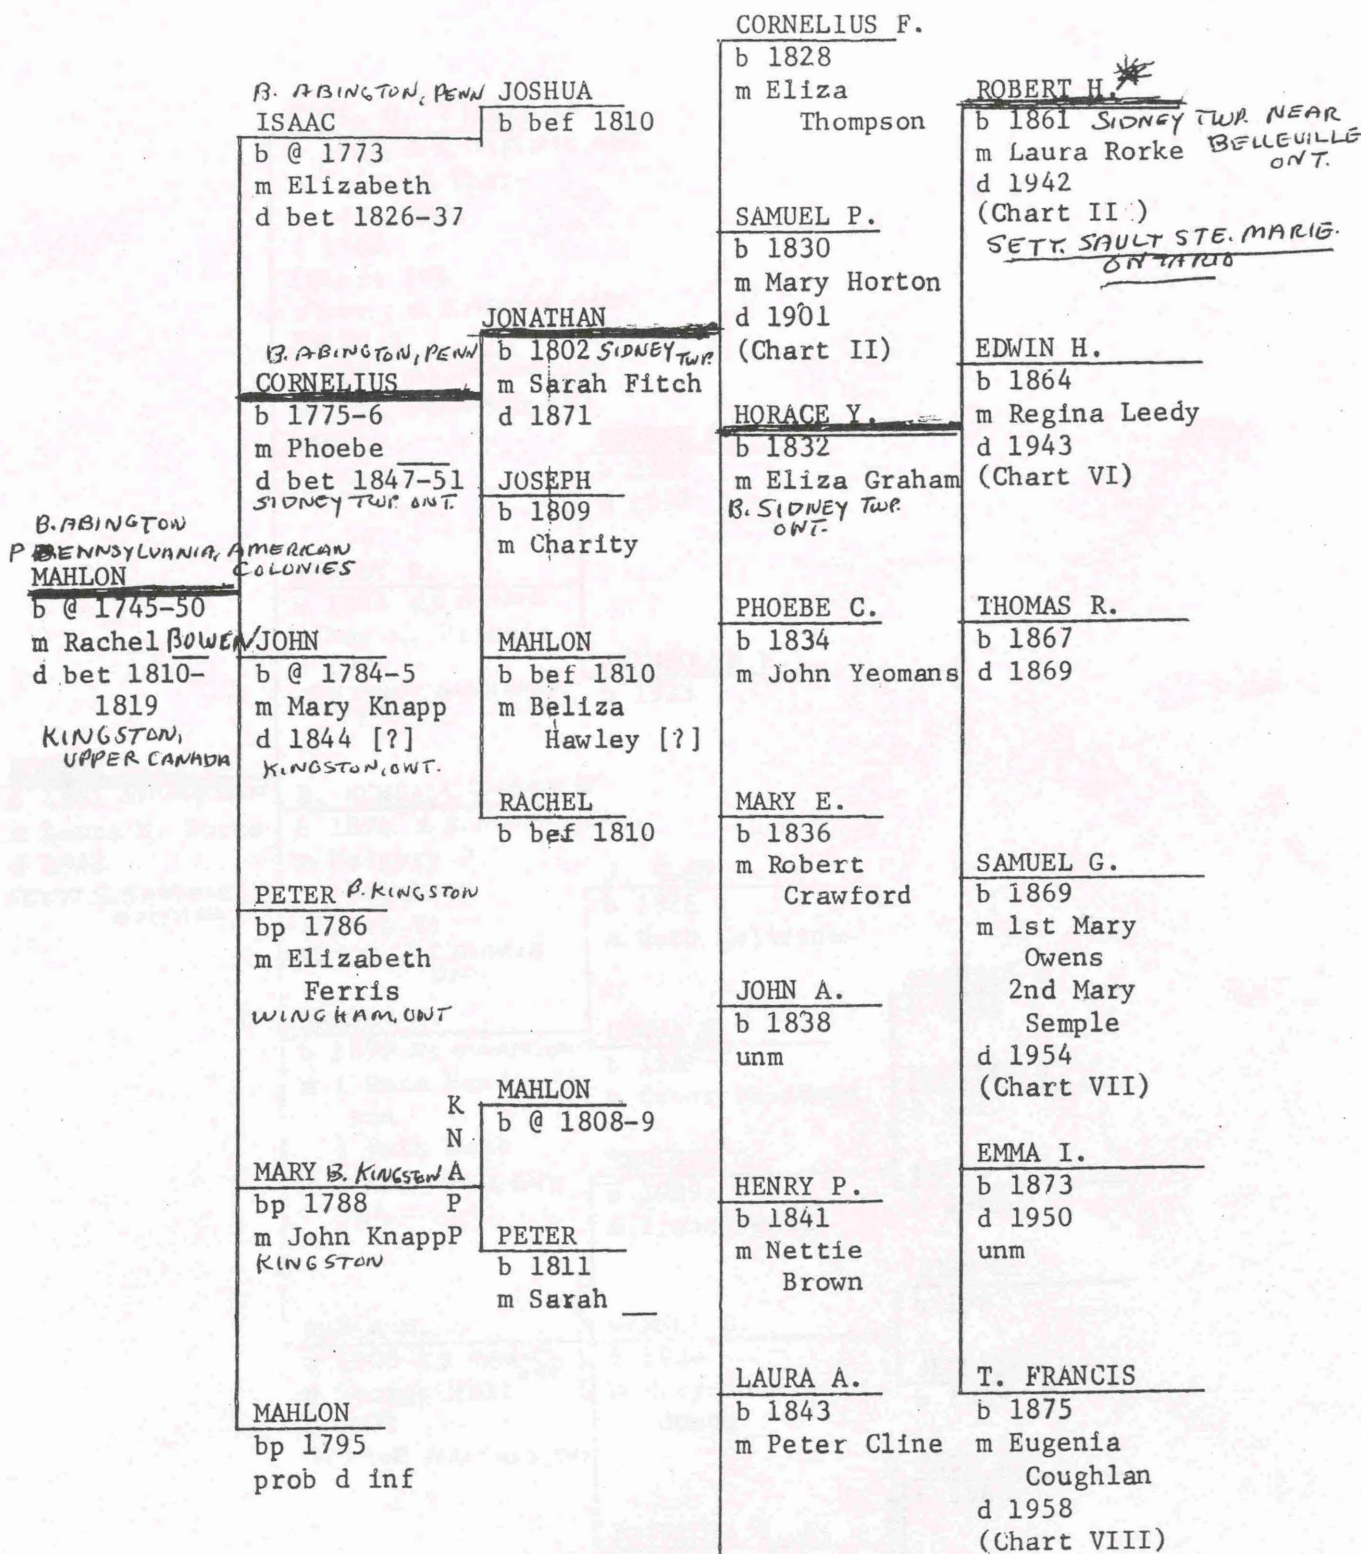 B. ABINGTON
PENNSYLVANIA, AMERICAN
COLONIES
MAHLON
b @ 1745-50
m Rachel BOWEN
d bet 1810-
1819
KINGSTON,
UPPER CANADA
B. ABINGTON, PENN
ISAAC
b @ 1773
m Elizabeth
d bet 1826-37
B. ABINGTON, PENN
CORNELIUS
b 1775-6
m Phoebe __
d bet 1847-51
SIDNEY TWP. ONT.
JOHN
b @ 1784-5
m Mary Knapp
d 1844 [?]
KINGSTON, ONT.
PETER B. KINGSTON
bp 1786
m Elizabeth
Ferris
WINGHAM, ONT
MARY B. KINGSTON
bp 1788
m John Knapp
KINGSTON
MAHLON
bp 1795
prob d inf
JOSHUA
b bef 1810
JONATHAN
b 1802 SIDNEY TWP.
m Sarah Fitch
d 1871
JOSEPH
b 1809
m Charity
MAHLON
b bef 1810
m Beliza
Hawley [?]
RACHEL
b bef 1810
K
N
A
P
P
MAHLON
b @ 1808-9
PETER
b 1811
m Sarah __
CORNELIUS F.
b 1828
m Eliza
Thompson
SAMUEL P.
b 1830
m Mary Horton
d 1901
(Chart II)
HORACE Y.
b 1832
m Eliza Graham
B. SIDNEY TWP.
ONT.
PHOEBE C.
b 1834
m John Yeomans
MARY E.
b 1836
m Robert
Crawford
JOHN A.
b 1838
unm
HENRY P.
b 1841
m Nettie
Brown
LAURA A.
b 1843
m Peter Cline
ROBERT H.
b 1861 SIDNEY TWP. NEAR
BELLEVILLE
ONT.
m Laura Rorke
d 1942
(Chart II )
SETT. SAULT STE. MARIE.
ONTARIO
EDWIN H.
b 1864
m Regina Leedy
d 1943
(Chart VI)
THOMAS R.
b 1867
d 1869
SAMUEL G.
b 1869
m 1st Mary
Owens
2nd Mary
Semple
d 1954
(Chart VII)
EMMA I.
b 1873
d 1950
unm
T. FRANCIS
b 1875
m Eugenia
Coughlan
d 1958
(Chart VIII)